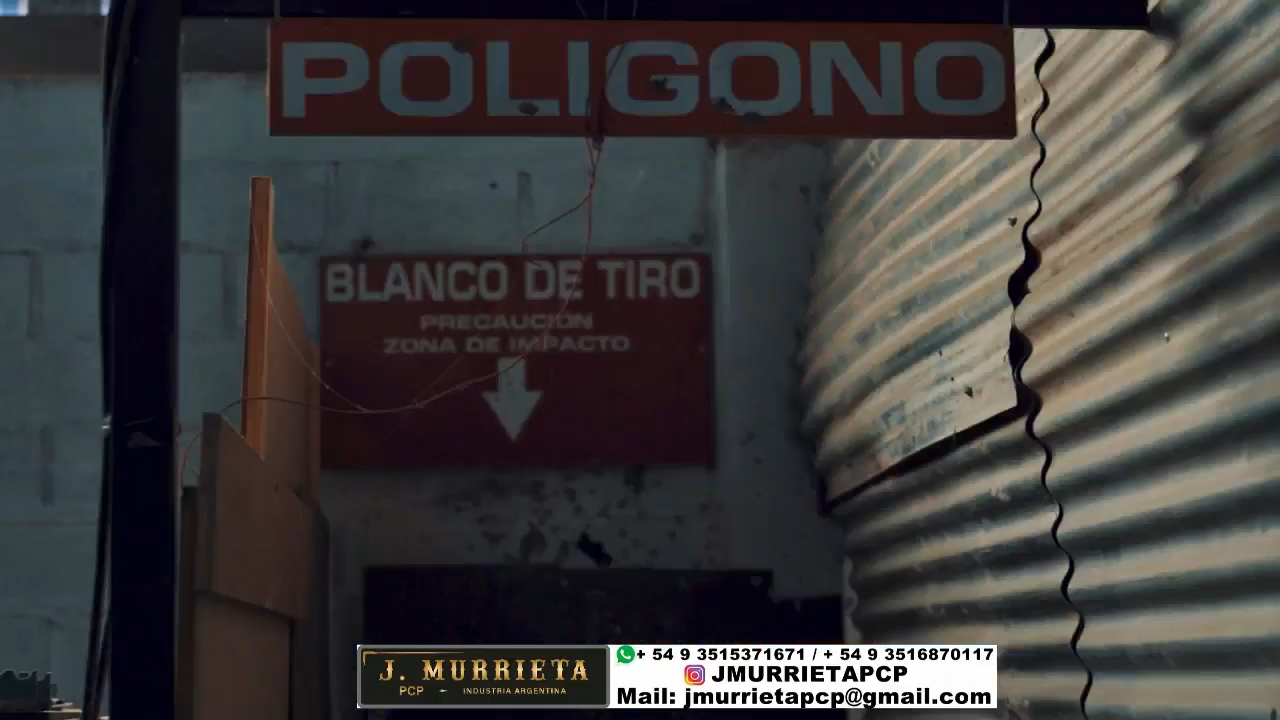 POLIGONO
BLANCO DE TIRO
PRECAUCION
ZONA DE IMPACTO
J. MURRIETA
PCP
INDUSTRIA ARGENTINA
+ 54 9 3515371671 / + 54 9 3516870117
JMURRIETAPCP
Mail: jmurrietapcp@gmail.com